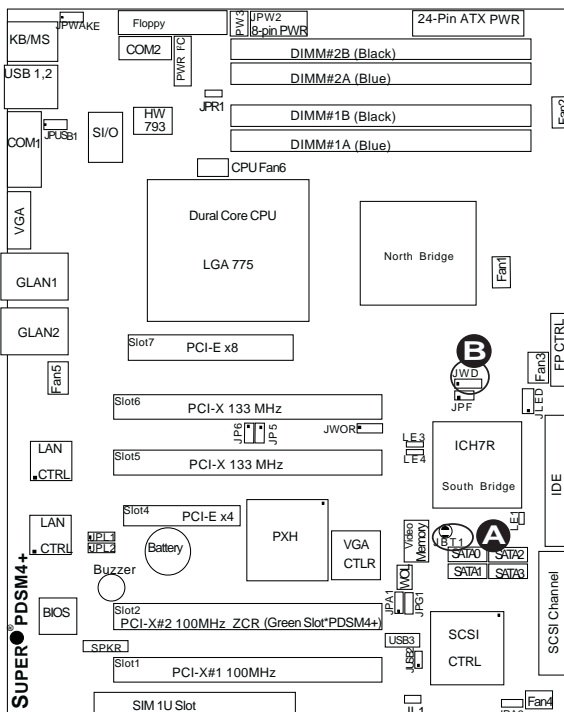 JPWAKE
Floppy
PW3
JPW2
8-pin PWR
24-Pin ATX PWR
KB/MS
COM2
PWR I²C
DIMM#2B (Black)
USB 1,2
DIMM#2A (Blue)
JPR1
Fan2
COM1
JPUSB1
SI/O
HW
793
DIMM#1B (Black)
DIMM#1A (Blue)
CPU Fan6
VGA
Dural Core CPU
LGA 775
North Bridge
Fan1
GLAN1
GLAN2
Slot7
PCI-E x8
B
FP CTRL
Fan5
JWD
Fan3
JPF
JLED
Slot6
PCI-X 133 MHz
JP6
JP5
JWOR
LE3
LE4
ICH7R
South Bridge
IDE
LAN
CTRL
Slot5
PCI-X 133 MHz
Slot4
PCI-E x4
PXH
LE1
LAN
CTRL
JPL1
JPL2
Battery
VGA
CTLR
Video
Memory
JBT1
A
SATA0
SATA2
SATA1
SATA3
Buzzer
WOL
SCSI Channel
BIOS
JPA1
JPG1
Slot2
PCI-X#2 100MHz ZCR (Green Slot*PDSM4+)
SCSI
CTRL
SUPER® PDSM4+
SPKR
USB3
JUSB2
Slot1
PCI-X#1 100MHz
SIM 1U Slot
JL1
Fan4